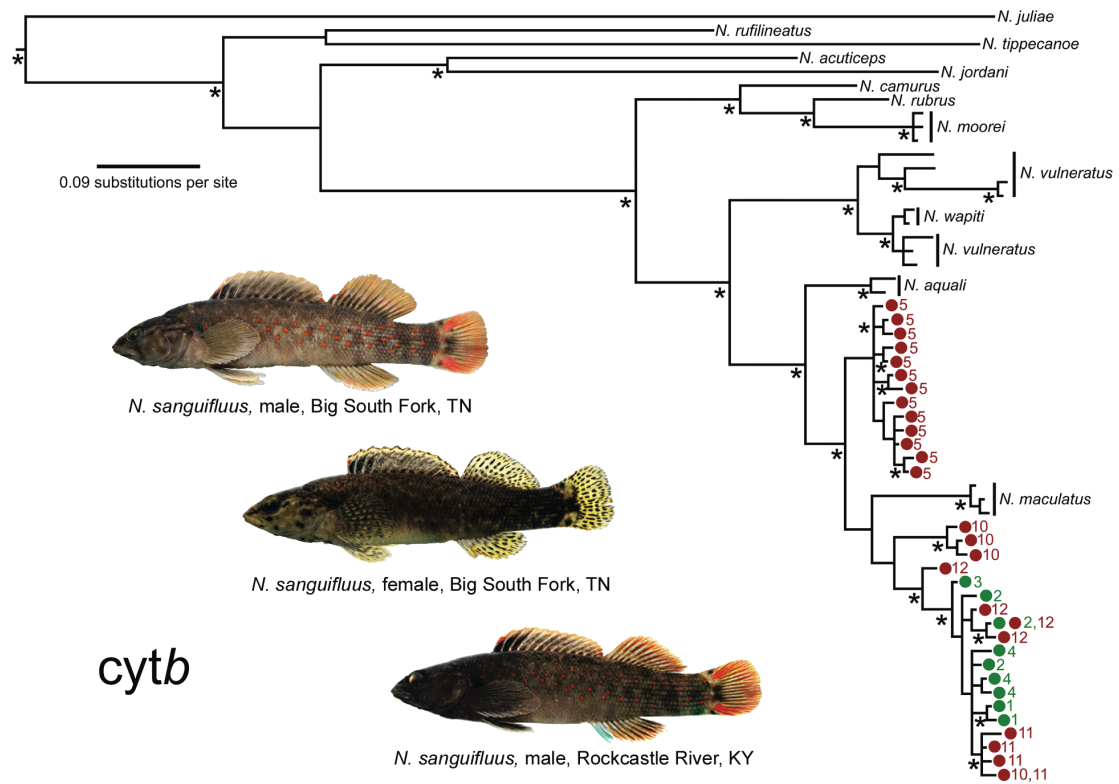 N. juliae
N. rufilineatus
N. tippecanoe
N. acuticeps
N. jordani
N. camurus
N. rubrus
N. moorei
0.09 substitutions per site
N. vulneratus
N. wapiti
N. vulneratus
N. aquali
5
5
5
5
5
5
5
5
5
5
5
5
5
N. sanguifluus, male, Big South Fork, TN
N. maculatus
10
10
10
12
3
2
12
2,12
12
4
2
4
4
1
1
11
11
11
10,11
N. sanguifluus, female, Big South Fork, TN
cytb
N. sanguifluus, male, Rockcastle River, KY